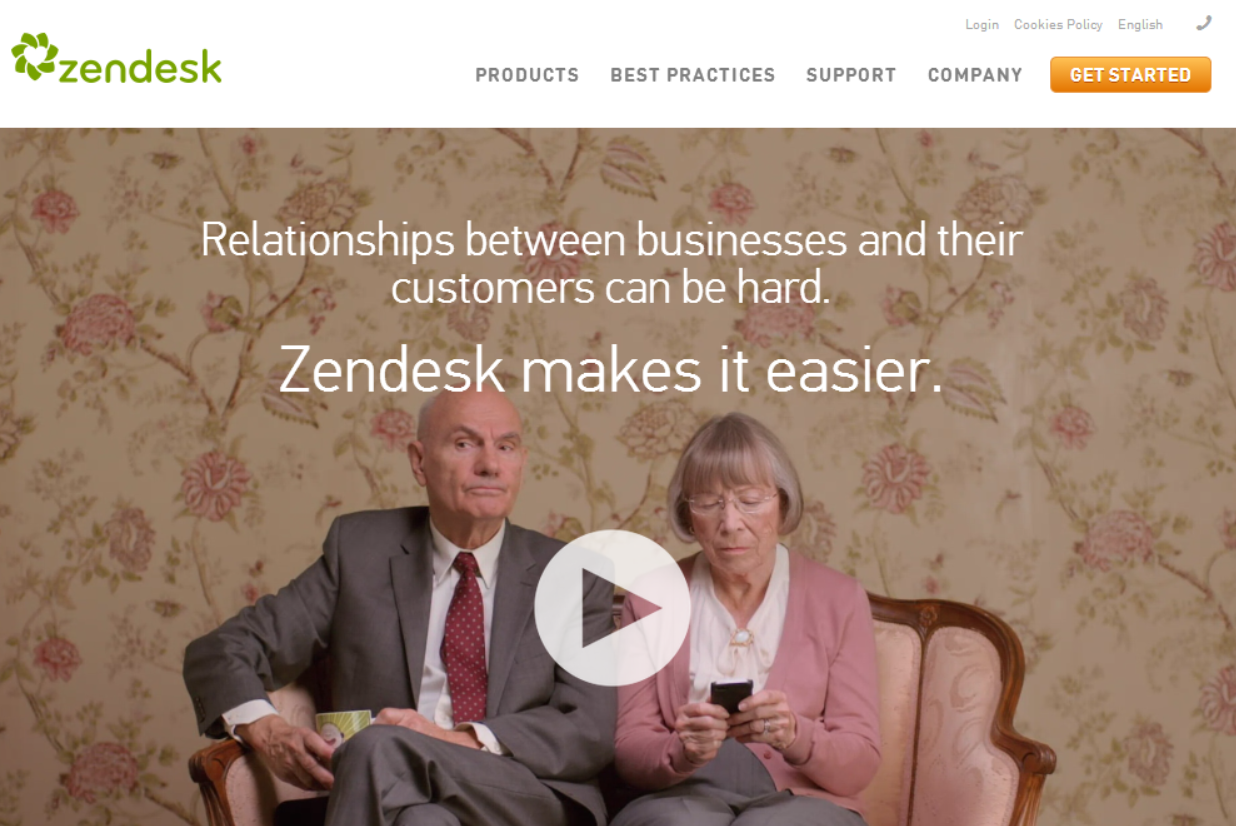 Login Cookies Policy English
zendesk
PRODUCTS BEST PRACTICES SUPPORT COMPANY GET STARTED
Relationships between businesses and their
customers can be hard.
Zendesk makes it easier.